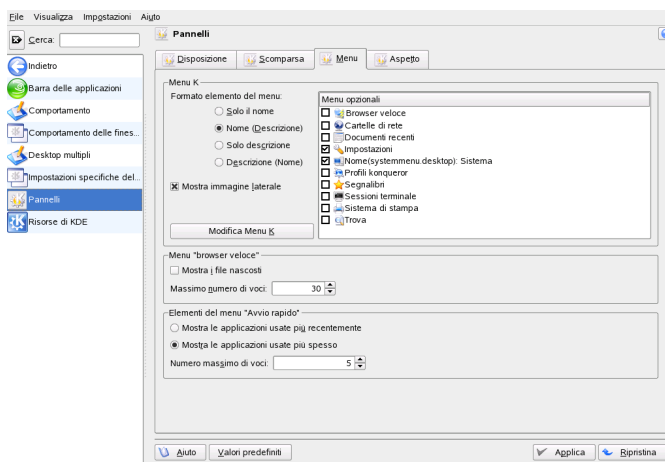 File Visualizza Impostazioni Aiuto
Cerca:
Indietro
Barra delle applicazioni
Comportamento
Comportamento delle fines...
Desktop multipli
Impostazioni specifiche del...
Pannelli
Risorse di KDE
Pannelli
Disposizione Scomparsa Menu Aspetto
Menu K
Formato elemento del menu:
Solo il nome
Nome (Descrizione)
Solo descrizione
Descrizione (Nome)
Mostra immagine laterale
Modifica Menu K
Menu opzionali
Browser veloce
Cartelle di rete
Documenti recenti
Impostazioni
Nome(systemmenu.desktop): Sistema
Profili konqueror
Segnalibri
Sessioni terminale
Sistema di stampa
Trova
Menu "browser veloce"
Mostra i file nascosti
Massimo numero di voci: 30
Elementi del menu "Avvio rapido"
Mostra le applicazioni usate più recentemente
Mostra le applicazioni usate più spesso
Numero massimo di voci: 5
Aiuto Valori predefiniti Applica Ripristina